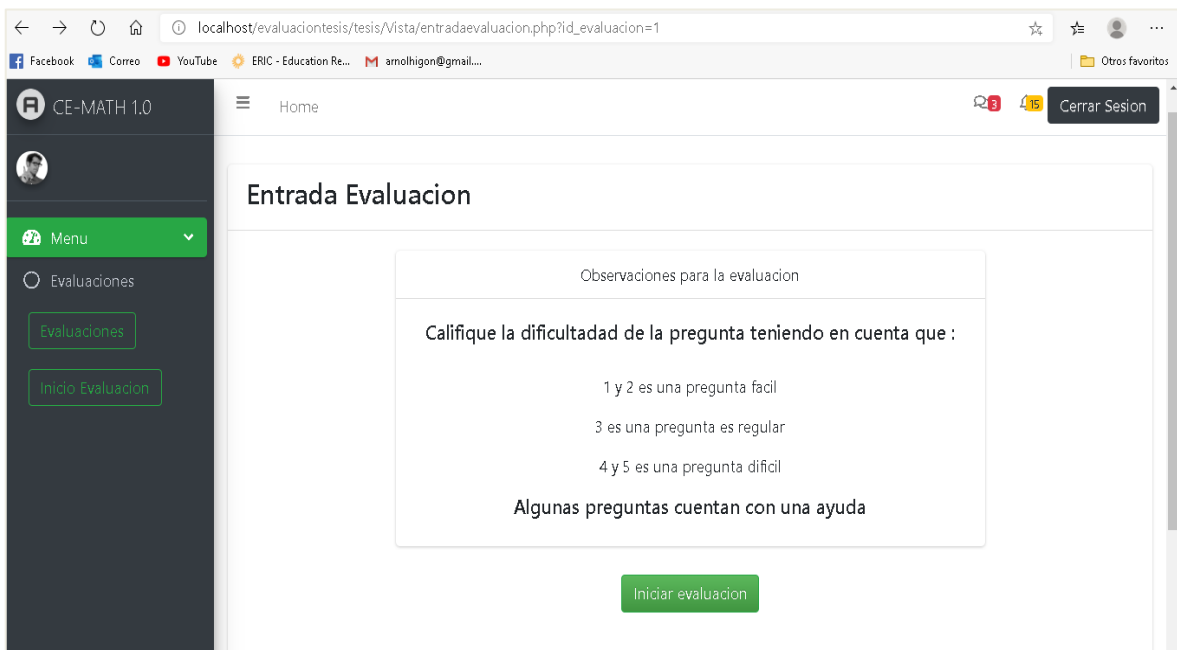 localhost/evaluaciontesis/tesis/Vista/entradaevaluacion.php?id_evaluacion=1
Facebook Correo YouTube ERIC - Education Re... arnolhigon@gmail.... Otros favoritos
CE-MATH 1.0
Home 3 15 Cerrar Sesion
Entrada Evaluacion
Menu
Observaciones para la evaluacion
Evaluaciones
Evaluaciones
Califique la dificultadad de la pregunta teniendo en cuenta que :
Inicio Evaluacion
1 y 2 es una pregunta facil
3 es una pregunta es regular
4 y 5 es una pregunta dificil
Algunas preguntas cuentan con una ayuda
Iniciar evaluacion